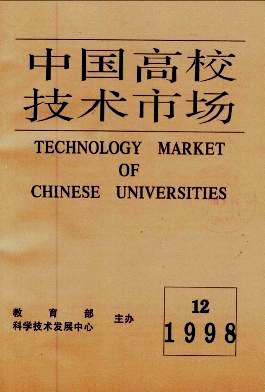 中国高校
技术市场
TECHNOLOGY MARKET
OF
CHINESE UNIVERSITIES
教育部
科学技术发展中心
主办
12
1998